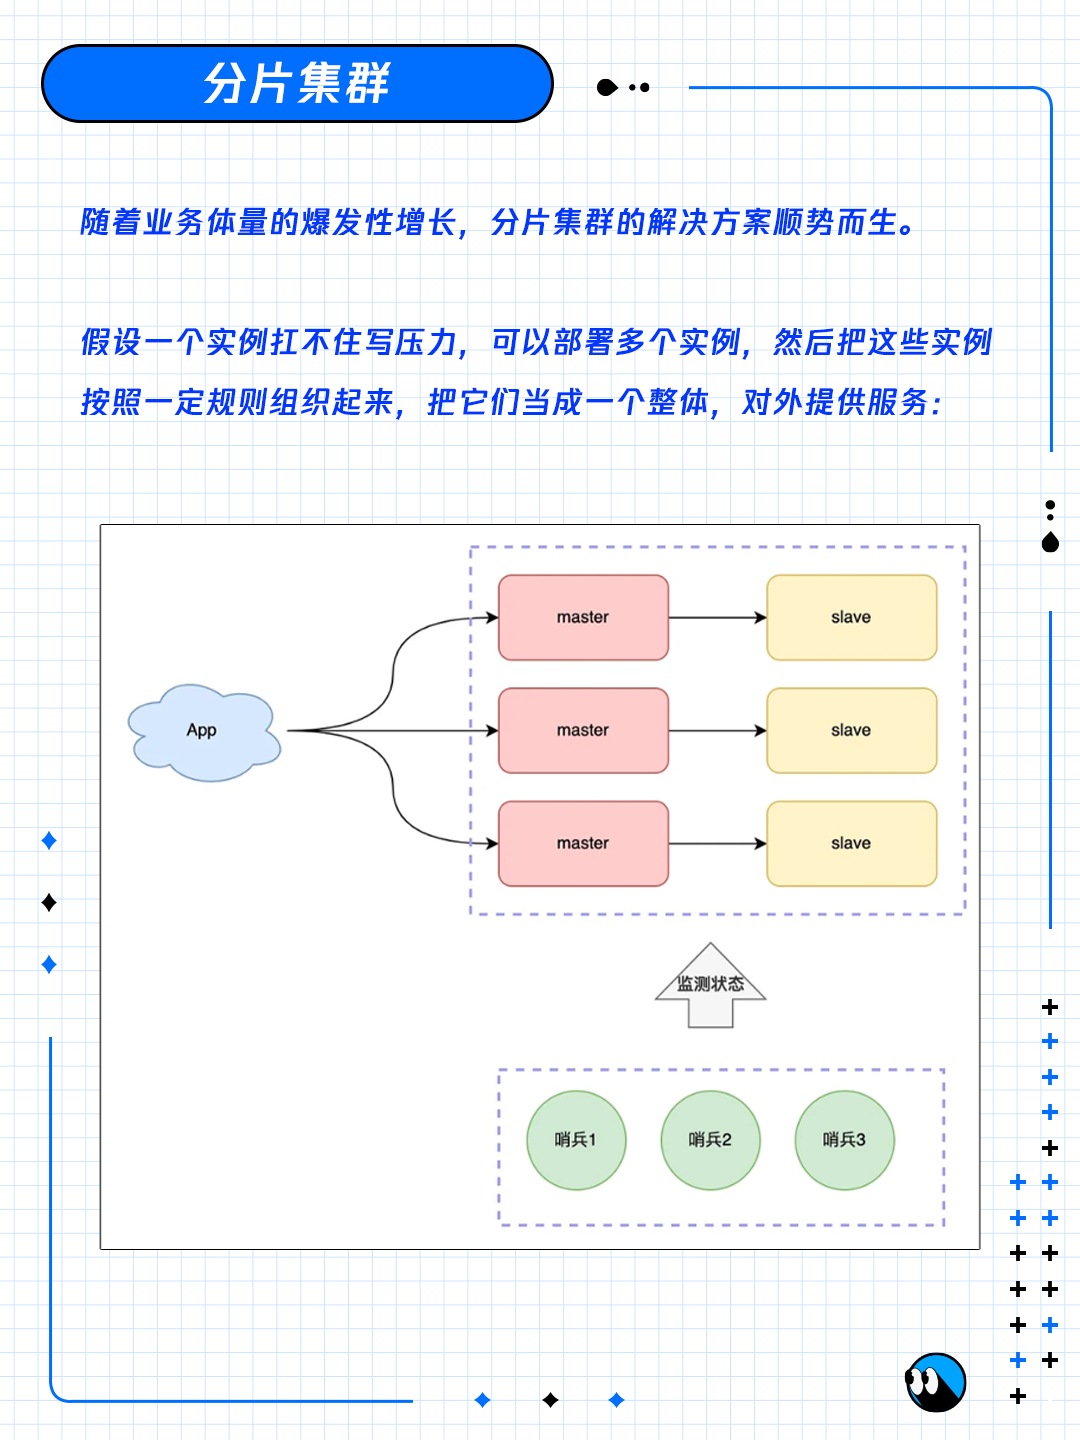 分片集群
随着业务体量的爆发性增长，分片集群的解决方案顺势而生。
假设一个实例扛不住写压力，可以部署多个实例，然后把这些实例
按照一定规则组织起来，把它们当成一个整体，对外提供服务：
master
slave
App
master
slave
master
slave
监测状态
哨兵1
哨兵2
哨兵3